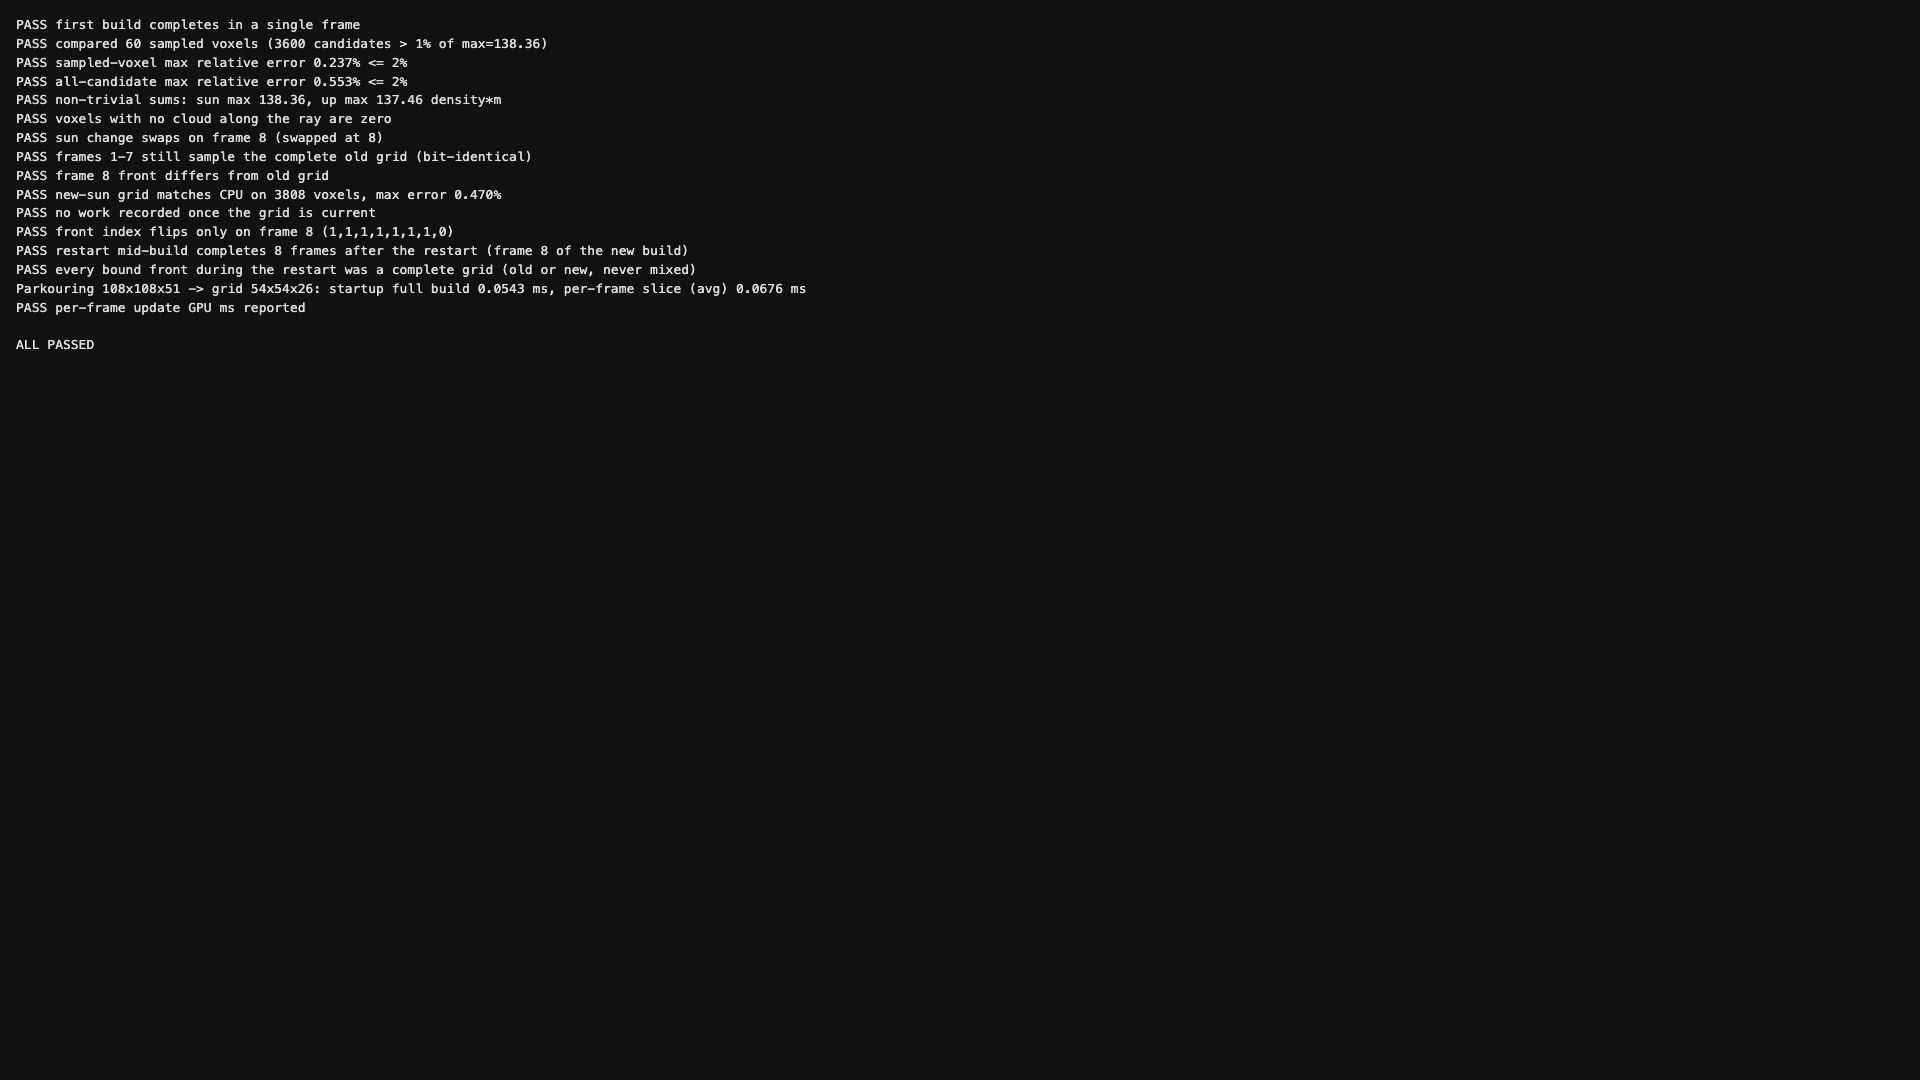 PASS first build completes in a single frame
PASS compared 60 sampled voxels (3600 candidates > 1% of max=138.36)
PASS sampled-voxel max relative error 0.237% <= 2%
PASS all-candidate max relative error 0.553% <= 2%
PASS non-trivial sums: sun max 138.36, up max 137.46 density*m
PASS voxels with no cloud along the ray are zero
PASS sun change swaps on frame 8 (swapped at 8)
PASS frames 1-7 still sample the complete old grid (bit-identical)
PASS frame 8 front differs from old grid
PASS new-sun grid matches CPU on 3808 voxels, max error 0.470%
PASS no work recorded once the grid is current
PASS front index flips only on frame 8 (1,1,1,1,1,1,1,0)
PASS restart mid-build completes 8 frames after the restart (frame 8 of the new build)
PASS every bound front during the restart was a complete grid (old or new, never mixed)
Parkouring 108x108x51 -> grid 54x54x26: startup full build 0.0543 ms, per-frame slice (avg) 0.0676 ms
PASS per-frame update GPU ms reported
ALL PASSED